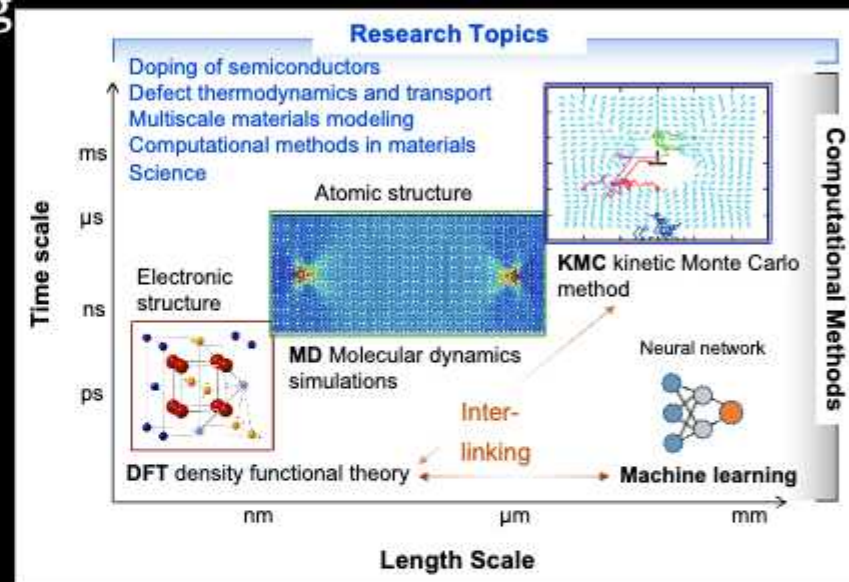 g
Research Topics
Doping of semiconductors
Defect thermodynamics and transport
Multiscale materials modeling
Computational methods in materials
Science
Time scale
ms
μs
ns
ps
Atomic structure
Electronic
structure
KMC kinetic Monte Carlo
method
MD Molecular dynamics
simulations
Neural network
Inter-
linking
DFT density functional theory
Machine learning
nm
μm
mm
Length Scale
Computational Methods